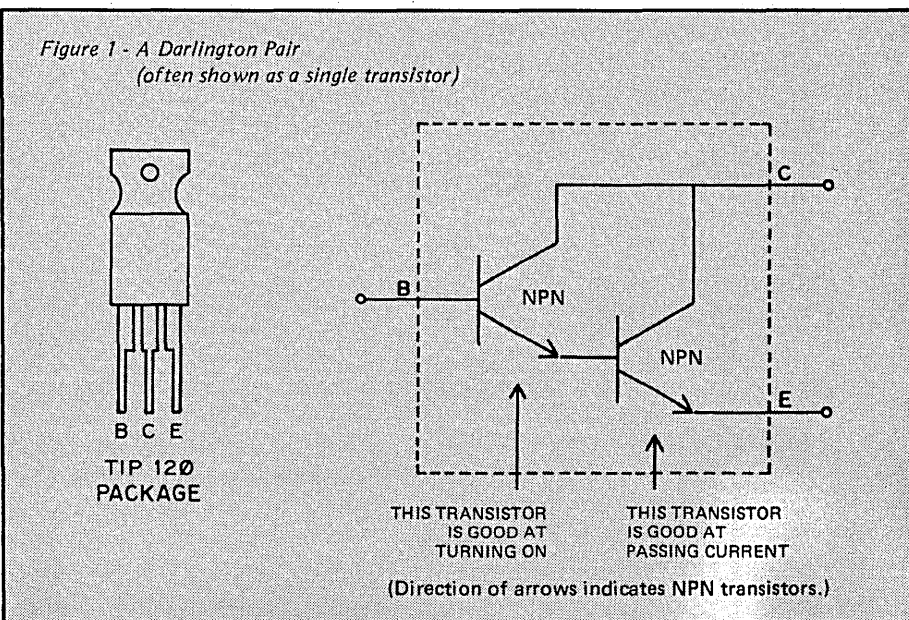 Figure 1 - A Darlington Pair
(often shown as a single transistor)
C
B
NPN
NPN
E
B C E
TIP 120
PACKAGE
THIS TRANSISTOR
IS GOOD AT
TURNING ON
THIS TRANSISTOR
IS GOOD AT
PASSING CURRENT
(Direction of arrows indicates NPN transistors.)